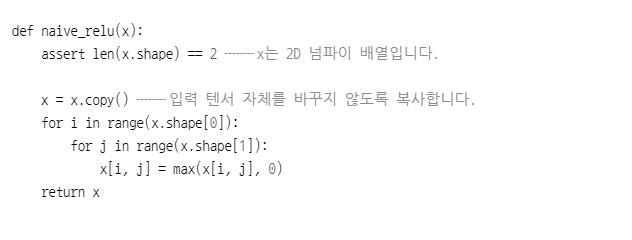 def naive_relu(x):
    assert len(x.shape) == 2 -------- x는 2D 넘파이 배열입니다.
    x = x.copy() -------- 입력 텐서 자체를 바꾸지 않도록 복사합니다.
    for i in range(x.shape[0]):
        for j in range(x.shape[1]):
            x[i, j] = max(x[i, j], 0)
    return x